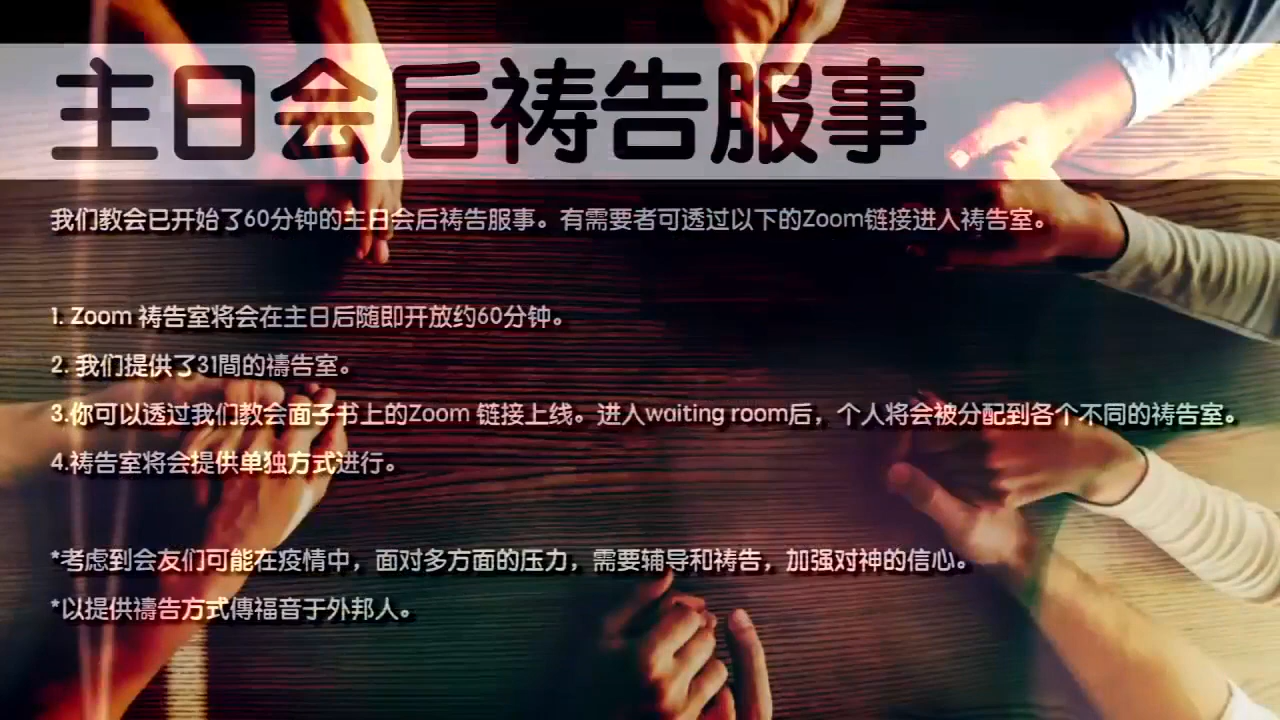 主日会后祷告服事
我们教会已开始了60分钟的主日会后祷告服事。有需要者可透过以下的Zoom链接进入祷告室。
1. Zoom 祷告室将会在主日后随即开放约60分钟。
2. 我们提供了31間的禱告室。
3.你可以透过我们教会面子书上的Zoom 链接上线。进入waiting room后，个人将会被分配到各个不同的祷告室。
4.祷告室将会提供单独方式进行。
*考虑到会友们可能在疫情中，面对多方面的压力，需要辅导和祷告，加强对神的信心。
*以提供禱告方式傳福音于外邦人。